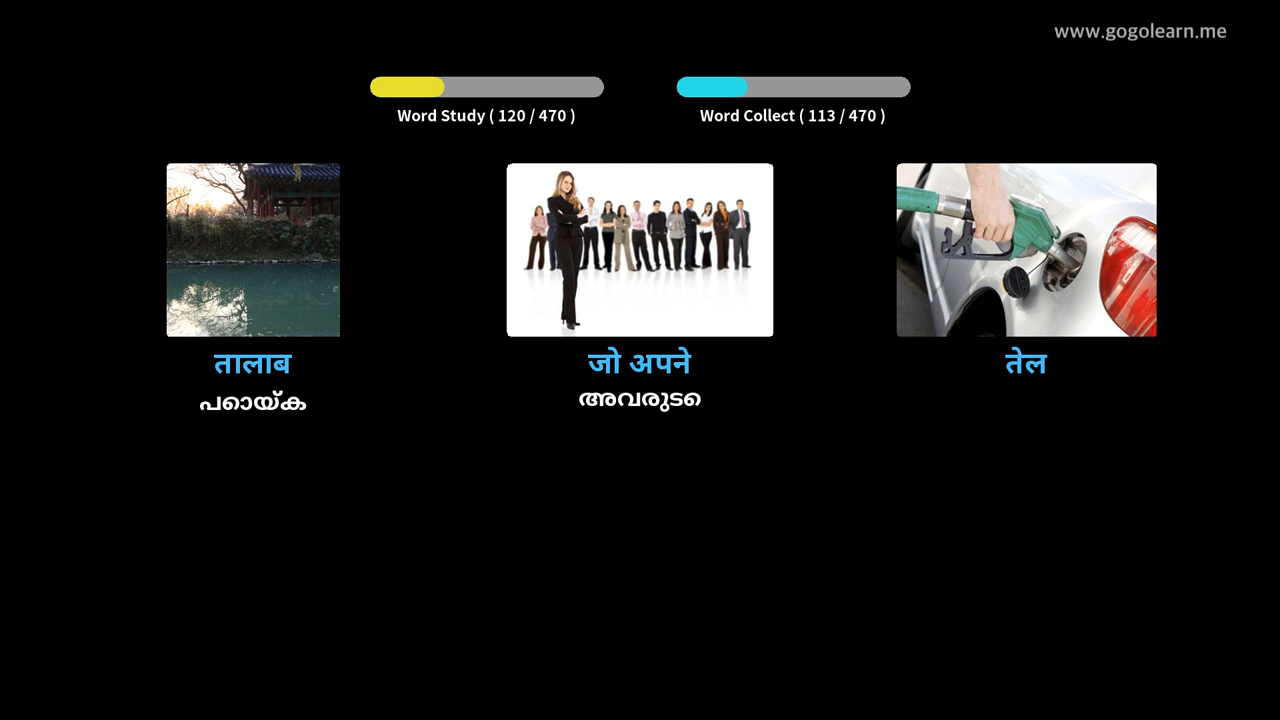 www.gogolearn.me
Word Study ( 120 / 470 )
Word Collect ( 113 / 470 )
तालाब
जो अपने
तेल
പൊയ്ക
അവരുടെ